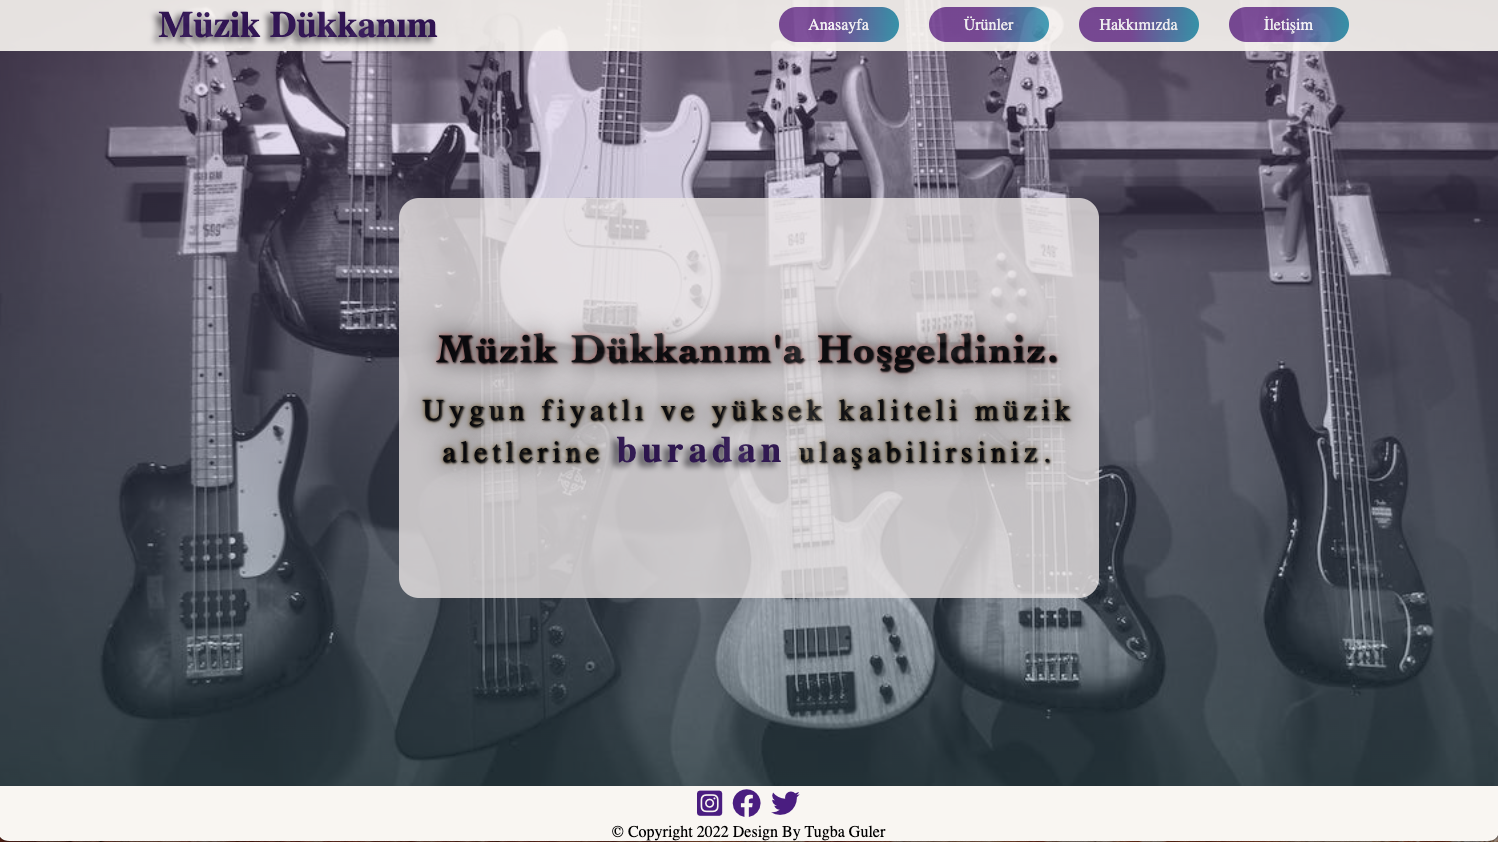 Müzik Dükkanım
Anasayfa
Ürünler
Hakkımızda
İletişim
Müzik Dükkanım'a Hoşgeldiniz.
Uygun fiyatlı ve yüksek kaliteli müzik
aletlerine buradan ulaşabilirsiniz.
© Copyright 2022 Design By Tugba Guler